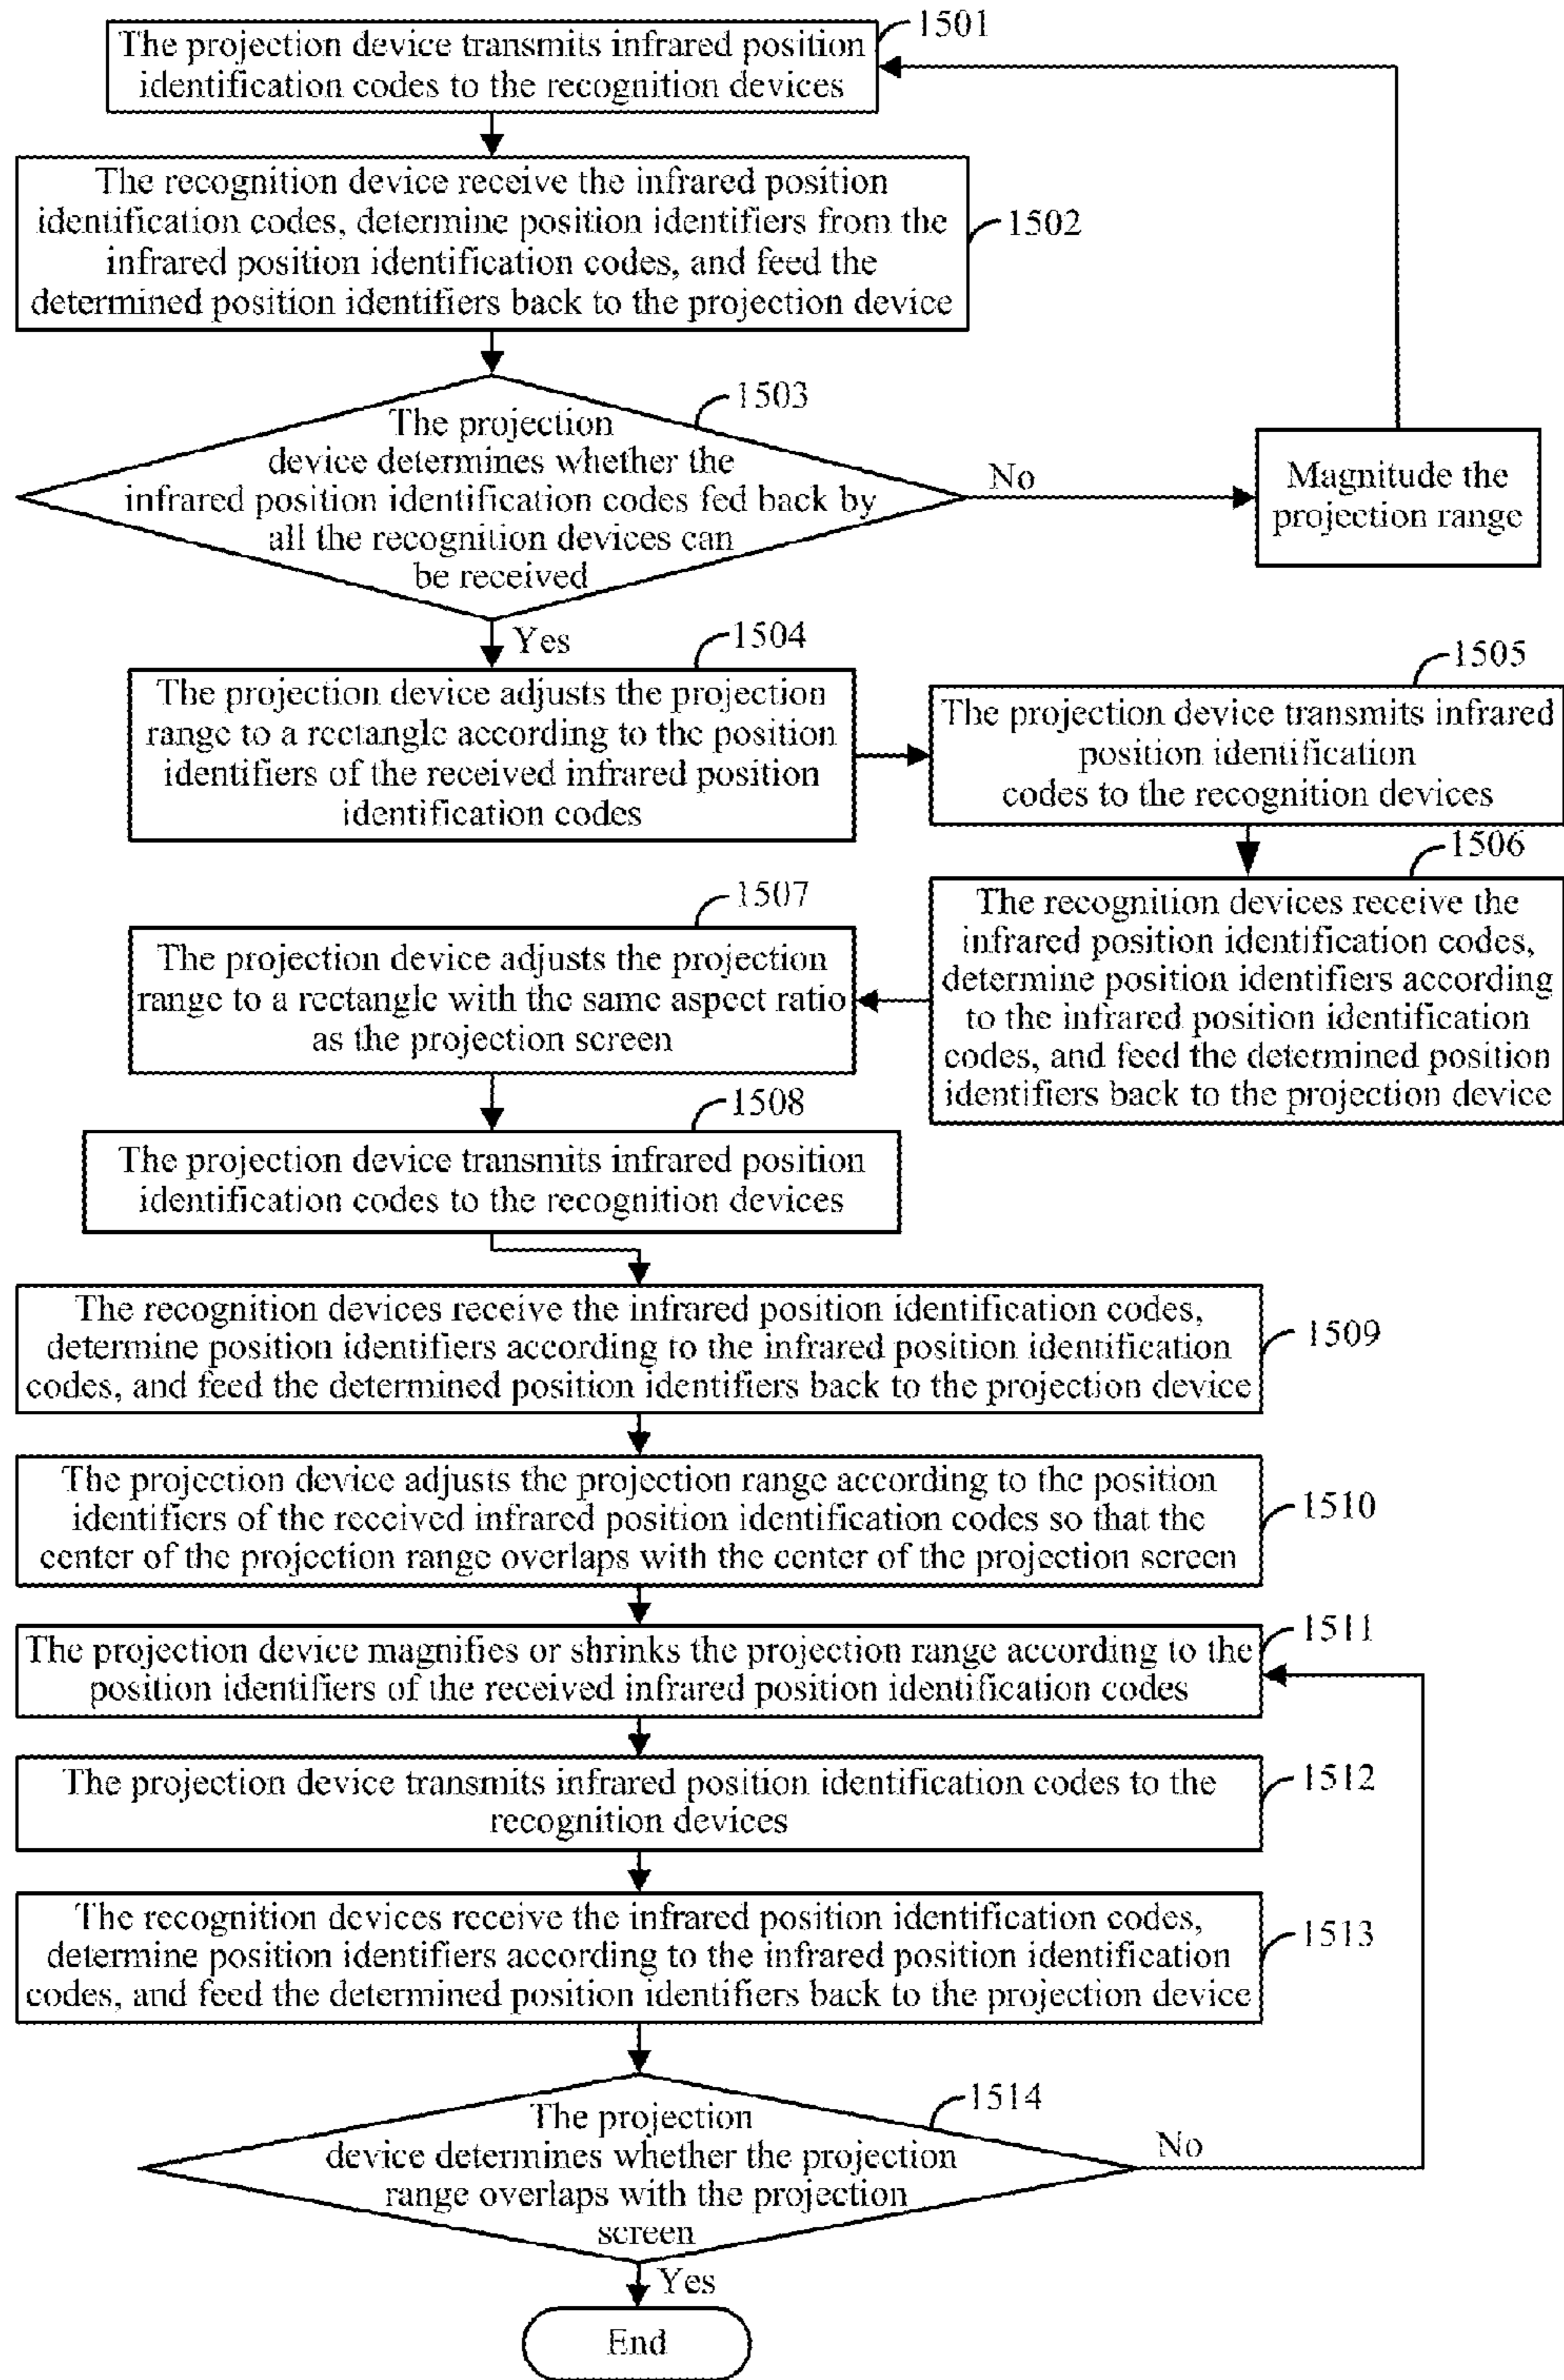 1501
The projection device transmits infrared position
identification codes to the recognition devices
The recognition device receive the infrared position
identification codes, determine position identifiers from the
infrared position identification codes, and feed the
determined position identifiers back to the projection device
1502
1503
The projection
device determines whether the
infrared position identification codes fed back by
all the recognition devices can
be received
No
Magnitude the
projection range
Yes
1504
The projection device adjusts the projection
range to a rectangle according to the position
identifiers of the received infrared position
identification codes
1505
The projection device transmits infrared
position identification
codes to the recognition devices
1506
The recognition devices receive the
infrared position identification codes,
determine position identifiers according
to the infrared position identification
codes, and feed the determined position
identifiers back to the projection device
1507
The projection device adjusts the projection
range to a rectangle with the same aspect ratio
as the projection screen
1508
The projection device transmits infrared position
identification codes to the recognition devices
The recognition devices receive the infrared position identification codes,
determine position identifiers according to the infrared position identification
codes, and feed the determined position identifiers back to the projection device
1509
The projection device adjusts the projection range according to the position
identifiers of the received infrared position identification codes so that the
center of the projection range overlaps with the center of the projection screen
1510
The projection device magnifies or shrinks the projection range according to the
position identifiers of the received infrared position identification codes
1511
The projection device transmits infrared position identification codes to the
recognition devices
1512
The recognition devices receive the infrared position identification codes,
determine position identifiers according to the infrared position identification
codes, and feed the determined position identifiers back to the projection device
1513
1514
The projection
device determines whether the projection
range overlaps with the projection
screen
No
Yes
End